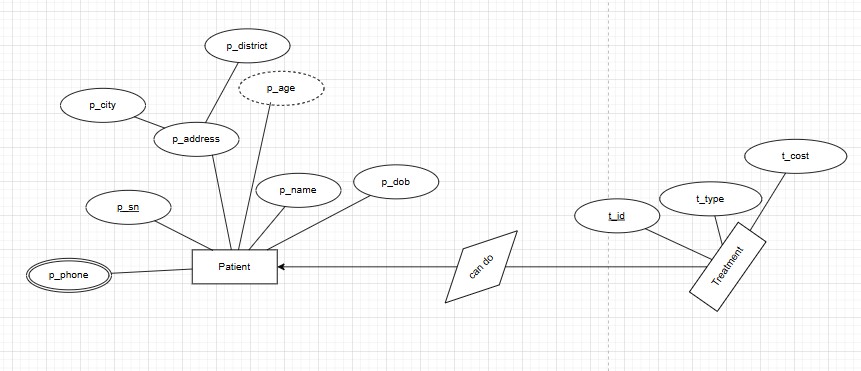 p_district
p_age
p_city
p_address
t_cost
p_name
p_dob
p_sn
t_type
t_id
Patient
can do
Treatment
p_phone